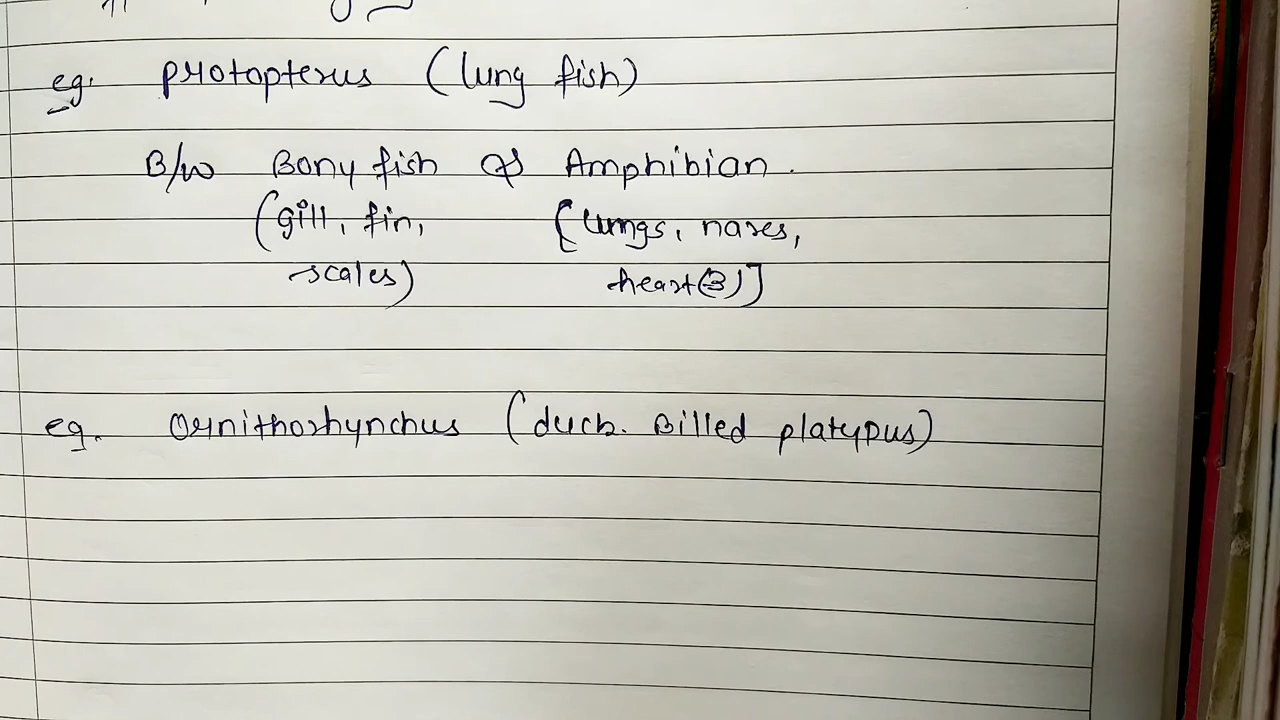 eg. Protopterus (lung fish)
B/w Bony fish & Amphibian.
(gill, fin, [lungs, nares,
scales) heart(3)]
eg. Ornithorhynchus (duck. Billed platypus)